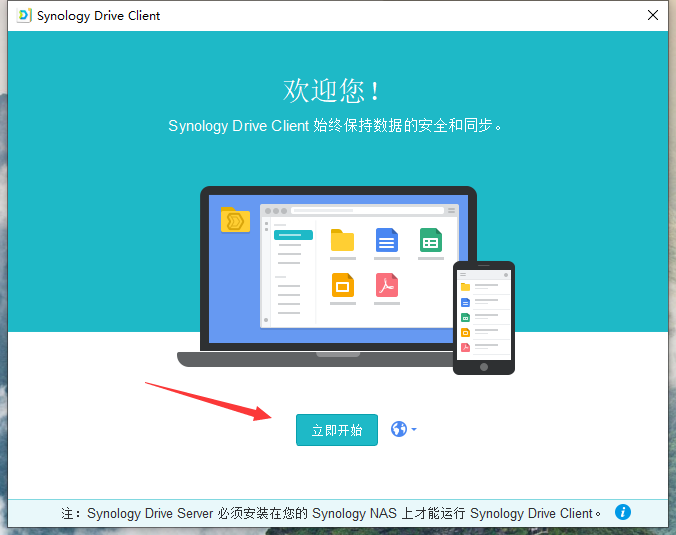 Synology Drive Client
欢迎您！
Synology Drive Client 始终保持数据的安全和同步。
立即开始
注：Synology Drive Server 必须安装在您的 Synology NAS 上才能运行 Synology Drive Client。